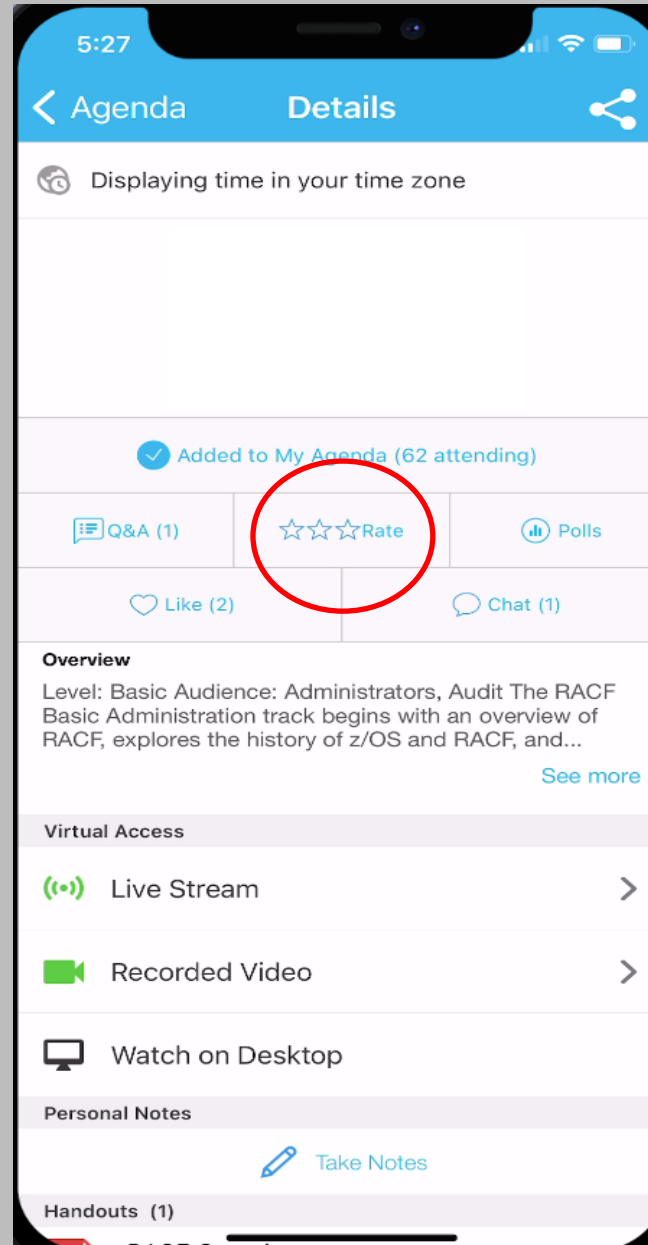 5:27
Agenda
Details
Displaying time in your time zone
Added to My Agenda (62 attending)
Q&A (1)
Rate
Polls
Like (2)
Chat (1)
Overview
Level: Basic Audience: Administrators, Audit The RACF
Basic Administration track begins with an overview of
RACF, explores the history of z/OS and RACF, and...
See more
Virtual Access
Live Stream
Recorded Video
Watch on Desktop
Personal Notes
Take Notes
Handouts (1)